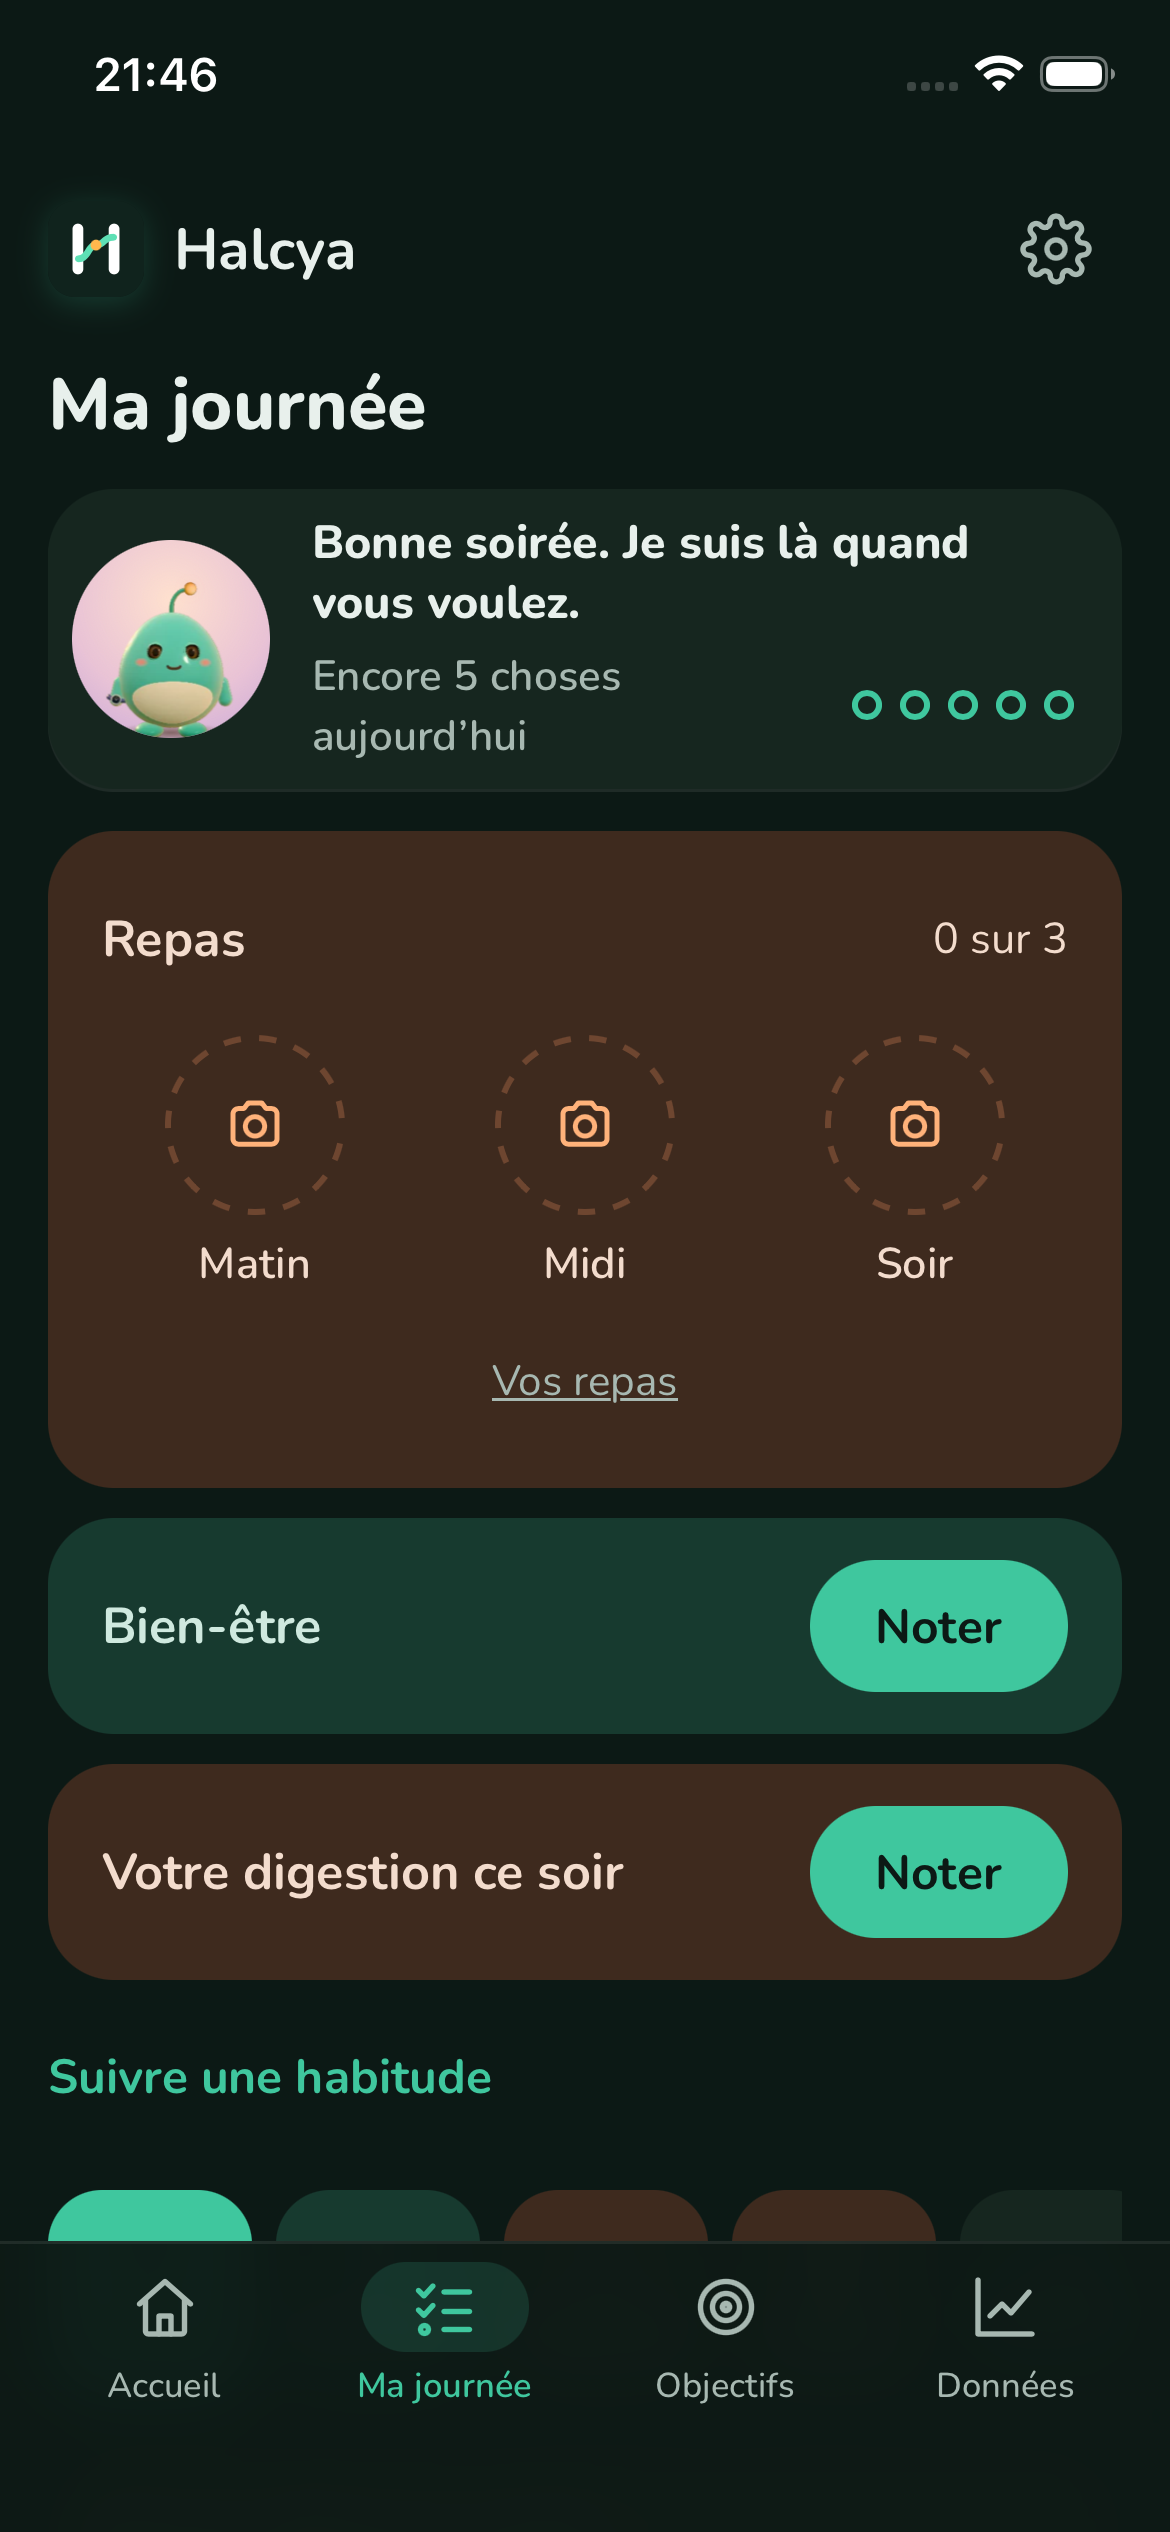 21:46
Halcya
Ma journée
Bonne soirée. Je suis là quand
vous voulez.
Encore 5 choses
aujourd’hui
Repas
0 sur 3
Matin
Midi
Soir
Vos repas
Bien-être
Noter
Votre digestion ce soir
Noter
Suivre une habitude
Accueil
Ma journée
Objectifs
Données